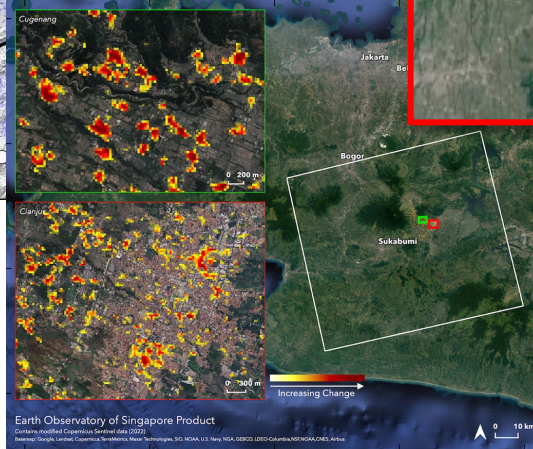 Cugenang
Jakarta
Be
0 200 m
Bogor
Cianjur
Sukabumi
0 300 m
Increasing Change
Earth Observatory of Singapore Product
Contains modified Copernicus Sentinel data (2022)
Basemap: Google, Landsat, Copernicus,TerraMetrics, Maxar Technologies, SIO, NOAA, U.S. Navy, NGA, GEBCO, LDEO-Columbia,NSF,NOAA,CNES, Airbus
0 10 km